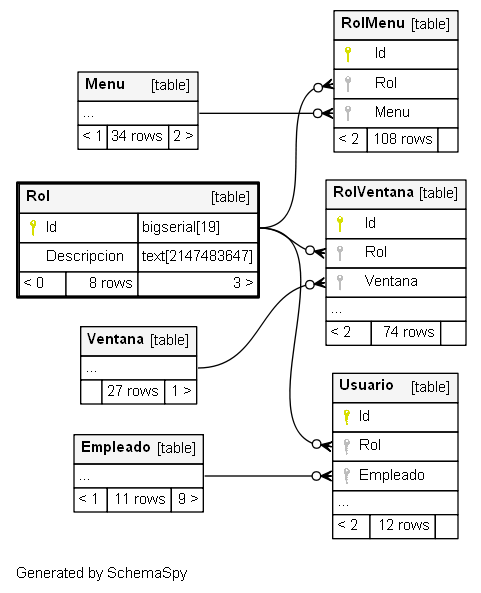 RolMenu [table]
Id
Rol
Menu
< 2 108 rows
Menu [table]
...
< 1 34 rows 2 >
Rol [table]
Id bigserial[19]
Descripcion text[2147483647]
< 0 8 rows 3 >
RolVentana [table]
Id
Rol
Ventana
...
< 2 74 rows
Ventana [table]
...
27 rows 1 >
Usuario [table]
Id
Rol
Empleado
...
< 2 12 rows
Empleado [table]
...
< 1 11 rows 9 >
Generated by SchemaSpy